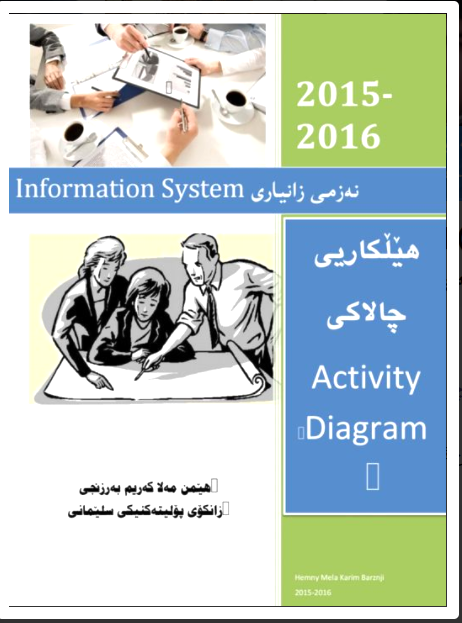 2015-
2016
نەزمی زانیاری Information System
هێڵکاریی
چالاکی
Activity
Diagram
هێمن مەلا کەریم بەرزنجی
زانکۆی پۆلیتەکنیکی سلێمانی
Hemny Mela Karim Barznji
2015-2016